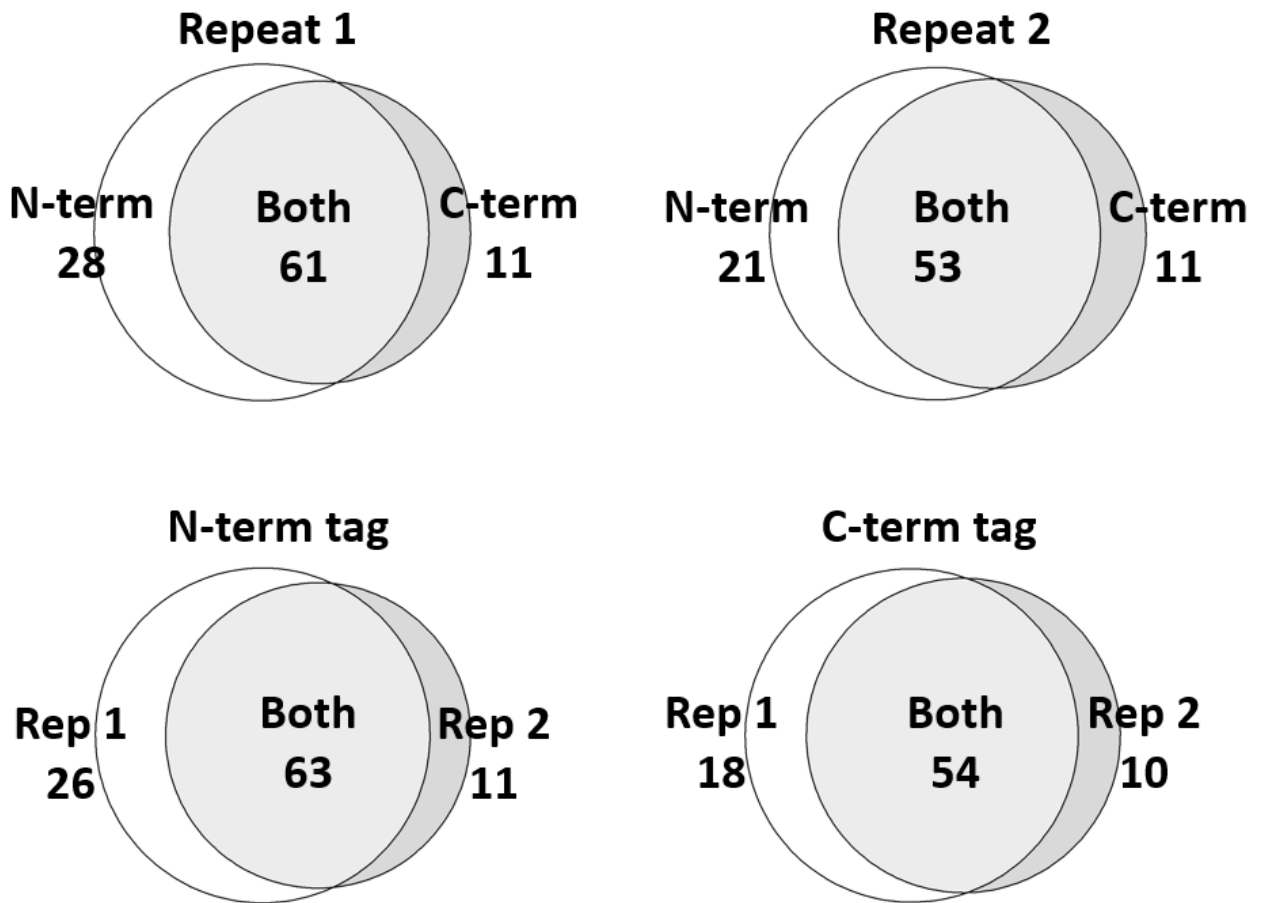 Repeat 1
N-term
28
Both
61
C-term
11
Repeat 2
N-term
21
Both
53
C-term
11
N-term tag
Rep 1
26
Both
63
Rep 2
11
C-term tag
Rep 1
18
Both
54
Rep 2
10